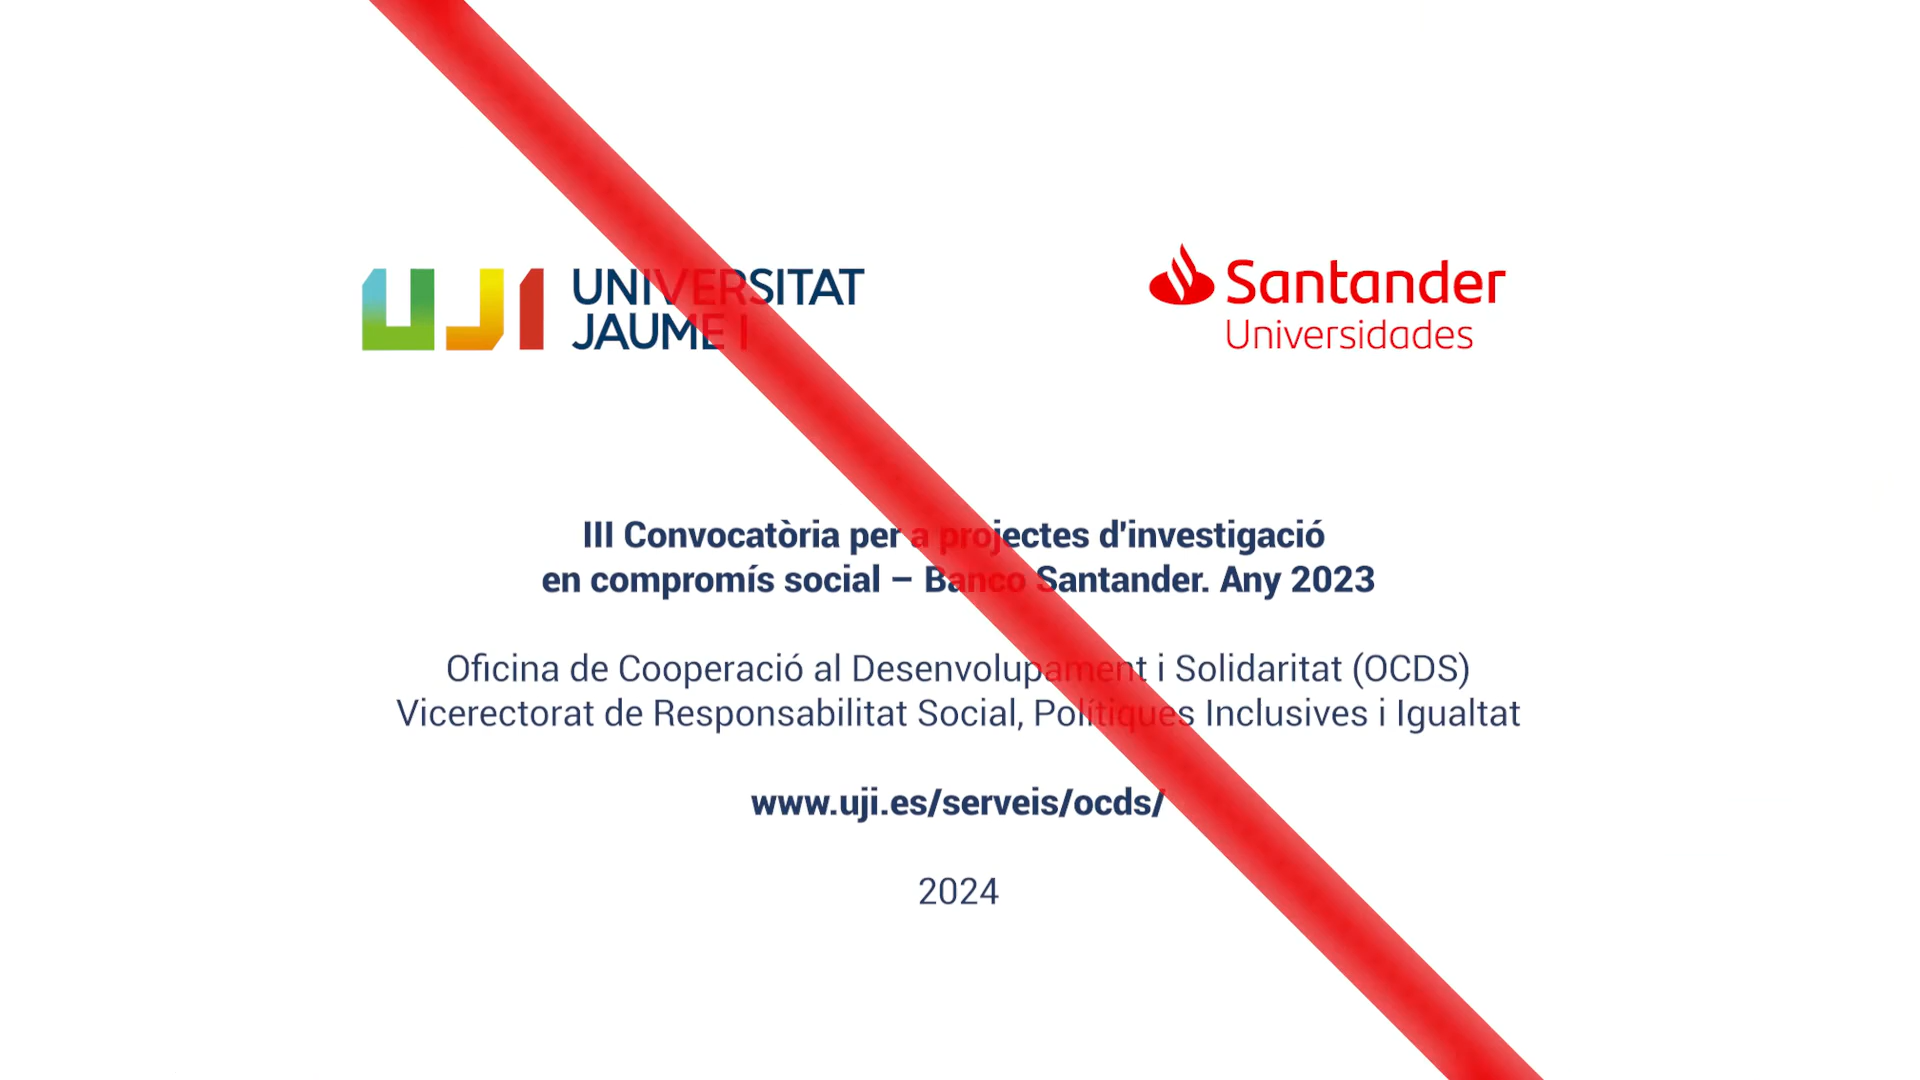 UJI UNIVERSITAT
JAUME I
Santander
Universidades
III Convocatòria per a projectes d'investigació
en compromís social – Banco Santander. Any 2023
Oficina de Cooperació al Desenvolupament i Solidaritat (OCDS)
Vicerectorat de Responsabilitat Social, Polítiques Inclusives i Igualtat
www.uji.es/serveis/ocds/
2024